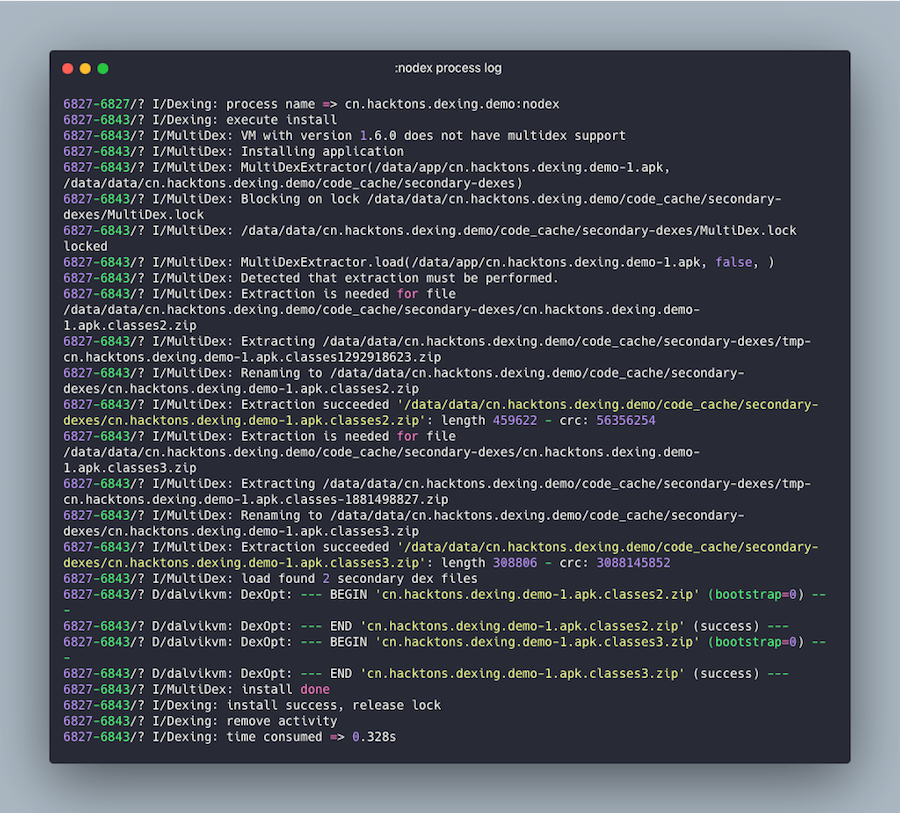 :nodex process log
6827-6827/? I/Dexing: process name => cn.hacktons.dexing.demo:nodex
6827-6843/? I/Dexing: execute install
6827-6843/? I/MultiDex: VM with version 1.6.0 does not have multidex support
6827-6843/? I/MultiDex: Installing application
6827-6843/? I/MultiDex: MultiDexExtractor(/data/app/cn.hacktons.dexing.demo-1.apk,
/data/data/cn.hacktons.dexing.demo/code_cache/secondary-dexes)
6827-6843/? I/MultiDex: Blocking on lock /data/data/cn.hacktons.dexing.demo/code_cache/secondary-
dexes/MultiDex.lock
6827-6843/? I/MultiDex: /data/data/cn.hacktons.dexing.demo/code_cache/secondary-dexes/MultiDex.lock
locked
6827-6843/? I/MultiDex: MultiDexExtractor.load(/data/app/cn.hacktons.dexing.demo-1.apk, false, )
6827-6843/? I/MultiDex: Detected that extraction must be performed.
6827-6843/? I/MultiDex: Extraction is needed for file
/data/data/cn.hacktons.dexing.demo/code_cache/secondary-dexes/cn.hacktons.dexing.demo-
1.apk.classes2.zip
6827-6843/? I/MultiDex: Extracting /data/data/cn.hacktons.dexing.demo/code_cache/secondary-dexes/tmp-
cn.hacktons.dexing.demo-1.apk.classes1292918623.zip
6827-6843/? I/MultiDex: Renaming to /data/data/cn.hacktons.dexing.demo/code_cache/secondary-
dexes/cn.hacktons.dexing.demo-1.apk.classes2.zip
6827-6843/? I/MultiDex: Extraction succeeded '/data/data/cn.hacktons.dexing.demo/code_cache/secondary-
dexes/cn.hacktons.dexing.demo-1.apk.classes2.zip': length 459622 - crc: 56356254
6827-6843/? I/MultiDex: Extraction is needed for file
/data/data/cn.hacktons.dexing.demo/code_cache/secondary-dexes/cn.hacktons.dexing.demo-
1.apk.classes3.zip
6827-6843/? I/MultiDex: Extracting /data/data/cn.hacktons.dexing.demo/code_cache/secondary-dexes/tmp-
cn.hacktons.dexing.demo-1.apk.classes-1881498827.zip
6827-6843/? I/MultiDex: Renaming to /data/data/cn.hacktons.dexing.demo/code_cache/secondary-
dexes/cn.hacktons.dexing.demo-1.apk.classes3.zip
6827-6843/? I/MultiDex: Extraction succeeded '/data/data/cn.hacktons.dexing.demo/code_cache/secondary-
dexes/cn.hacktons.dexing.demo-1.apk.classes3.zip': length 308806 - crc: 3088145852
6827-6843/? I/MultiDex: load found 2 secondary dex files
6827-6843/? D/dalvikvm: DexOpt: --- BEGIN 'cn.hacktons.dexing.demo-1.apk.classes2.zip' (bootstrap=0) --
-
6827-6843/? D/dalvikvm: DexOpt: --- END 'cn.hacktons.dexing.demo-1.apk.classes2.zip' (success) ---
6827-6843/? D/dalvikvm: DexOpt: --- BEGIN 'cn.hacktons.dexing.demo-1.apk.classes3.zip' (bootstrap=0) --
-
6827-6843/? D/dalvikvm: DexOpt: --- END 'cn.hacktons.dexing.demo-1.apk.classes3.zip' (success) ---
6827-6843/? I/MultiDex: install done
6827-6843/? I/Dexing: install success, release lock
6827-6843/? I/Dexing: remove activity
6827-6843/? I/Dexing: time consumed => 0.328s